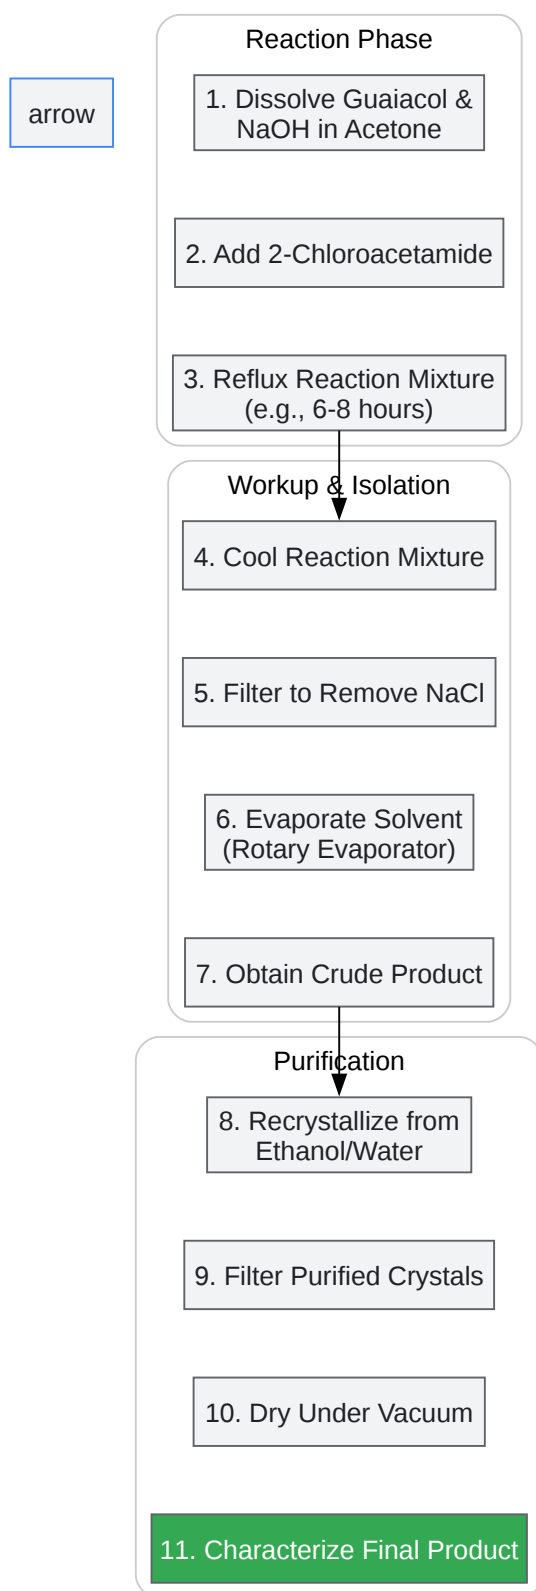 Reaction Phase
arrow
1. Dissolve Guaiacol &
NaOH in Acetone
2. Add 2-Chloroacetamide
3. Reflux Reaction Mixture
(e.g., 6-8 hours)
Workup & Isolation
4. Cool Reaction Mixture
5. Filter to Remove NaCl
6. Evaporate Solvent
(Rotary Evaporator)
7. Obtain Crude Product
Purification
8. Recrystallize from
Ethanol/Water
9. Filter Purified Crystals
10. Dry Under Vacuum
11. Characterize Final Product